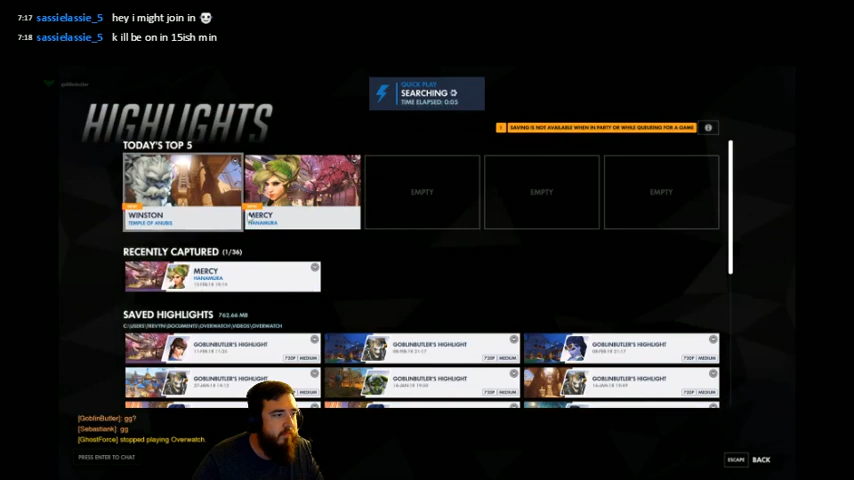 7:17 sassielassie_5 hey i might join in
7:18 sassielassie_5 k ill be on in 15ish min
goblinbutler
QUICK PLAY
SEARCHING
TIME ELAPSED: 0:05
HIGHLIGHTS
! SAVING IS NOT AVAILABLE WHEN IN PARTY OR WHILE QUEUING FOR A GAME
TODAY'S TOP 5
WINSTON
TEMPLE OF ANUBIS
MERCY
HANAMURA
EMPTY
EMPTY
EMPTY
RECENTLY CAPTURED (1/36)
MERCY
HANAMURA
SAVED HIGHLIGHTS 762.66 MB
GOBLINBUTLER'S HIGHLIGHT
720P MEDIUM
GOBLINBUTLER'S HIGHLIGHT
720P MEDIUM
GOBLINBUTLER'S HIGHLIGHT
720P MEDIUM
GOBLINBUTLER'S HIGHLIGHT
GOBLINBUTLER'S HIGHLIGHT
720P MEDIUM
GOBLINBUTLER'S HIGHLIGHT
720P MEDIUM
[GoblinButler]: gg?
[Sebastiank]: gg
[GhostForce] stopped playing Overwatch.
PRESS ENTER TO CHAT
ESCAPE BACK